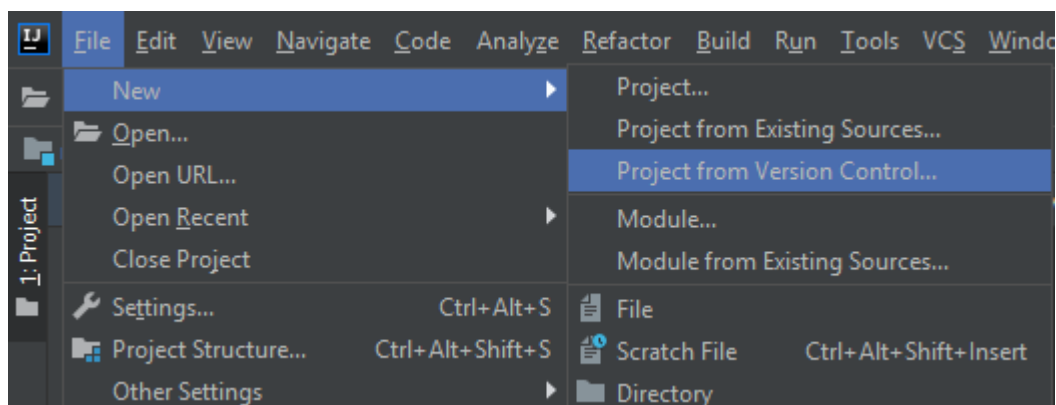 IJ File Edit View Navigate Code Analyze Refactor Build Run Tools VCS Windo
New
Open...
Open URL...
Open Recent
Close Project
Settings... Ctrl+Alt+S
Project Structure... Ctrl+Alt+Shift+S
Other Settings
Project...
Project from Existing Sources...
Project from Version Control...
Module...
Module from Existing Sources...
File
Scratch File Ctrl+Alt+Shift+Insert
Directory
1: Project